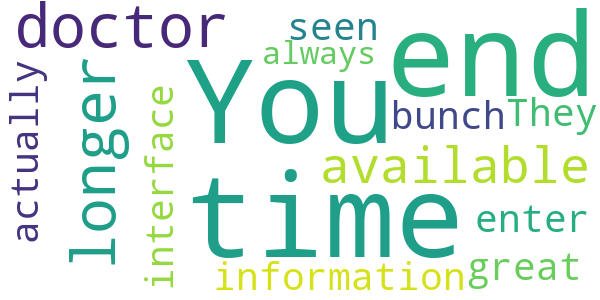 doctor
seen
end
always
You
actually
longer
interface
bunch
They
available
time
enter
information
great